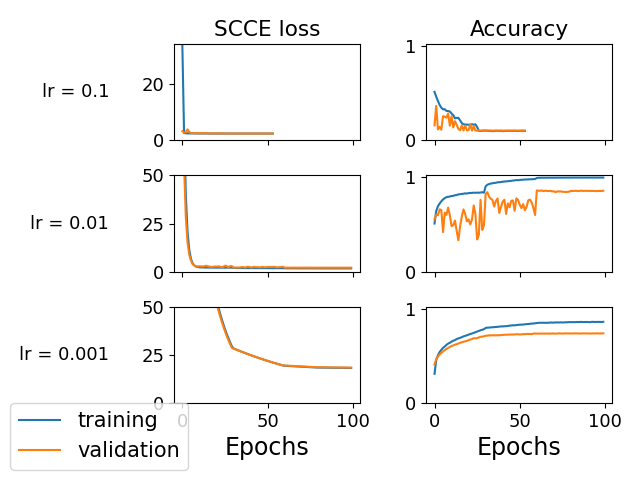 SCCE loss
Accuracy
lr = 0.1
20
0
1
0
lr = 0.01
50
25
0
1
0
lr = 0.001
50
25
0
1
0
0
50
100
0
50
100
Epochs
Epochs
training
validation